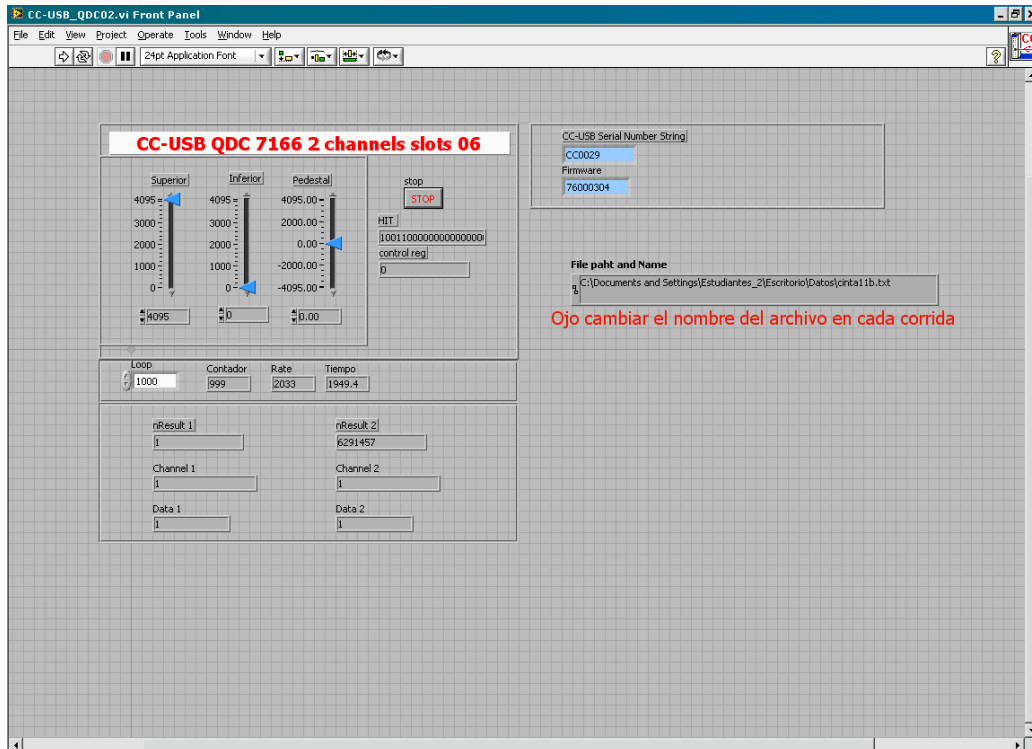 CC-USB_QDC02.vi Front Panel
File Edit View Project Operate Tools Window Help
24pt Application Font
?
CC-USB QDC 7166 2 channels slots 06
Superior
4095
3000
2000
1000
0
4095
Inferior
4095
3000
2000
1000
0
0
Pedestal
4095.00
2000.00
0.00
-2000.00
-4095.00
0.00
stop
STOP
HIT
1001100000000000000
control reg
0
CC-USB Serial Number String
CC0029
Firmware
76000304
File paht and Name
C:\Documents and Settings\Estudiantes_2\Escritorio\Datos\cinta11b.txt
Ojo cambiar el nombre del archivo en cada corrida
Loop Contador Rate Tiempo
1000 999 2033 1949.4
nResult 1 nResult 2
1 6291457
Channel 1 Channel 2
1 1
Data 1 Data 2
1 1